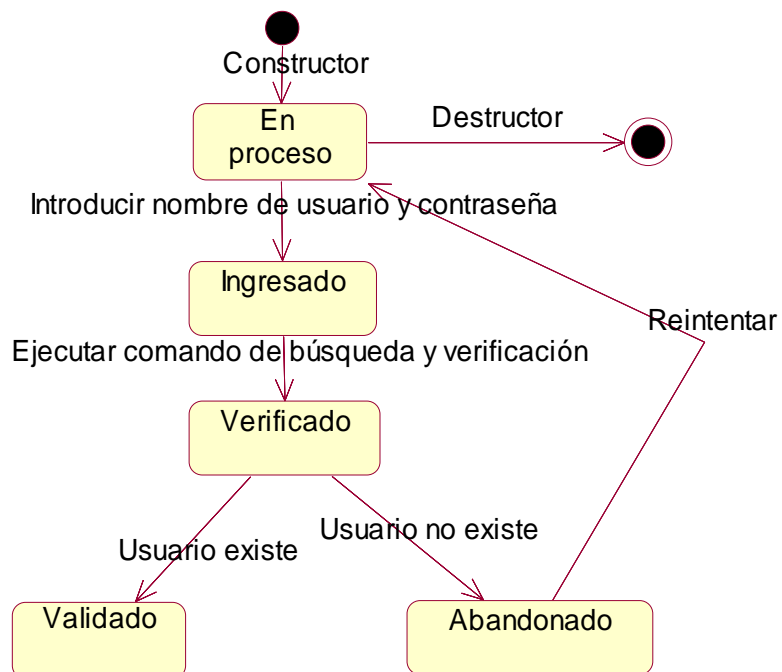 Constructor
En
proceso
Destructor
Introducir nombre de usuario y contraseña
Ingresado
Reintentar
Ejecutar comando de búsqueda y verificación
Verificado
Usuario no existe
Usuario existe
Validado
Abandonado